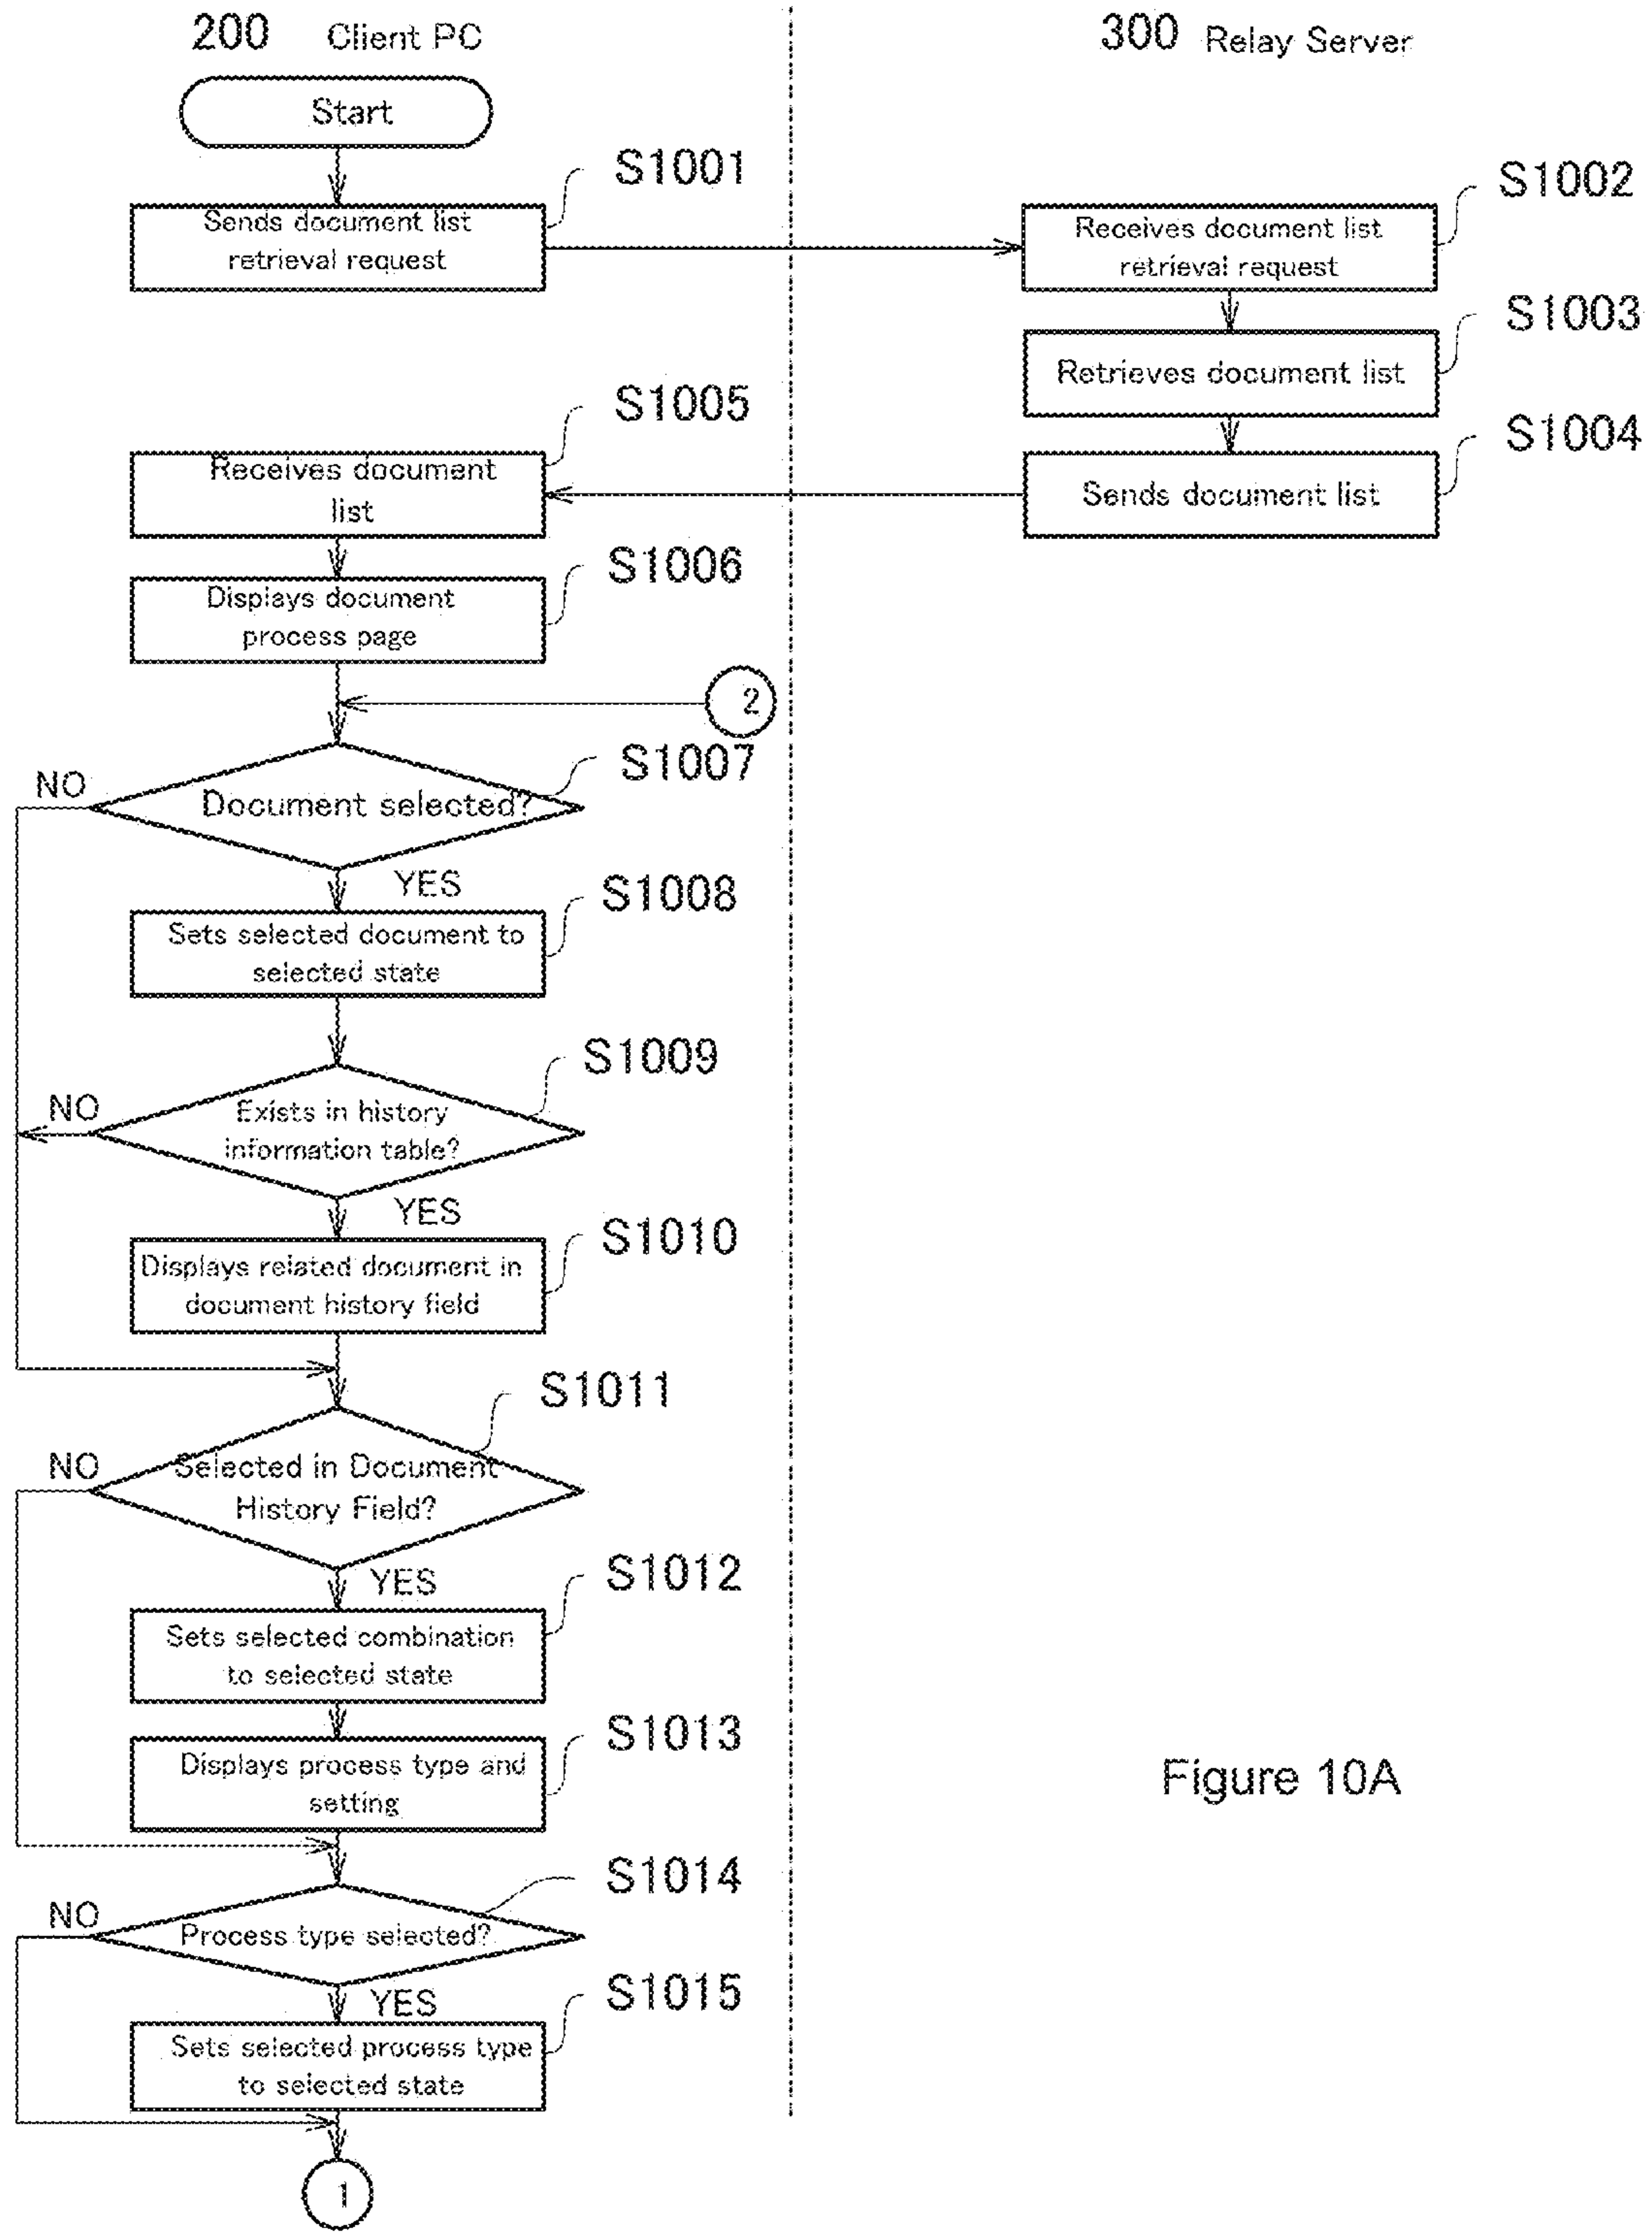 200 Client PC
300 Relay Server
Start
S1001
Sends document list
retrieval request
S1002
Receives document list
retrieval request
S1003
Retrieves document list
S1004
Sends document list
S1005
Receives document
list
S1006
Displays document
process page
2
S1007
NO
Document selected?
YES
S1008
Sets selected document to
selected state
S1009
NO
Exists in history
information table?
YES
S1010
Displays related document in
document history field
S1011
NO
Selected in Document
History Field?
YES
S1012
Sets selected combination
to selected state
S1013
Displays process type and
setting
Figure 10A
S1014
NO
Process type selected?
YES
S1015
Sets selected process type
to selected state
1